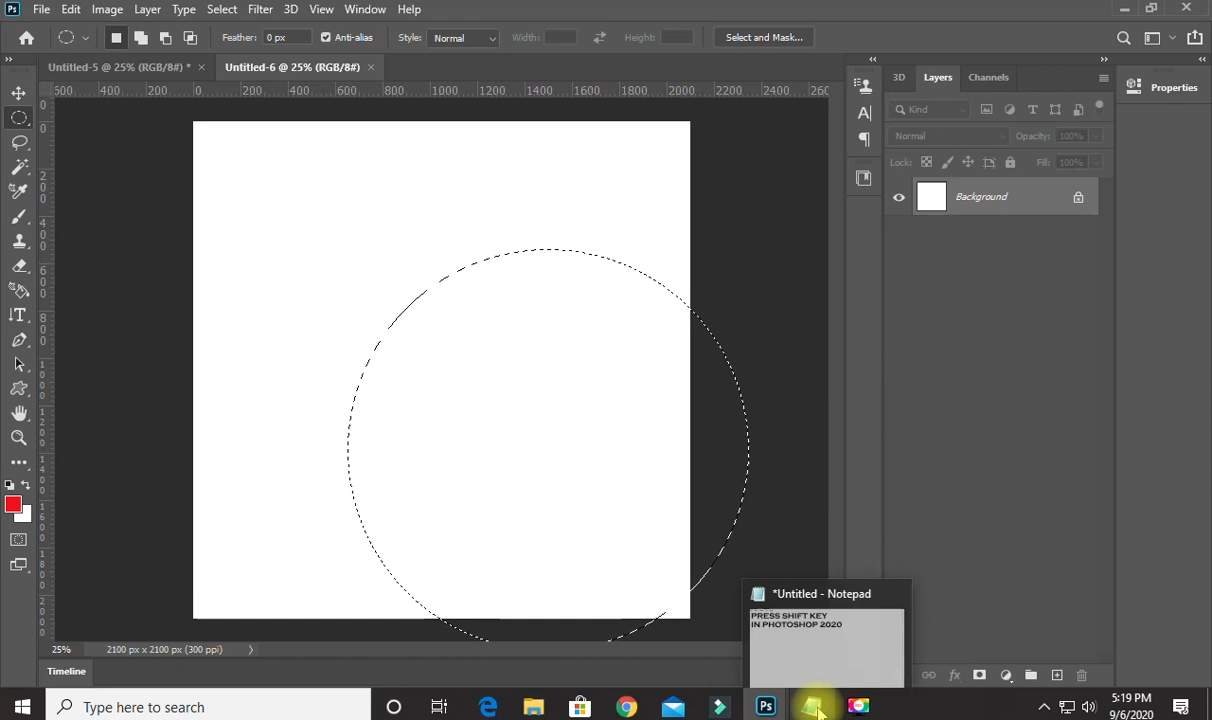 Ps File Edit Image Layer Type Select Filter 3D View Window Help
Feather: 0 px Anti-alias Style: Normal Width: Height: Select and Mask...
Untitled-5 @ 25% (RGB/8#) * × Untitled-6 @ 25% (RGB/8#) ×
3D Layers Channels
Properties
400 200 0 200 400 600 800 1000 1200 1400 1600 1800 2000 2200 2400
Kind
Normal Opacity: 100%
Lock: Fill: 100%
Background
25% 2100 px x 2100 px (300 ppi)
Timeline
*Untitled - Notepad
PRESS SHIFT KEY
IN PHOTOSHOP 2020
fx
Type here to search
Ps
5:19 PM
9/6/2020